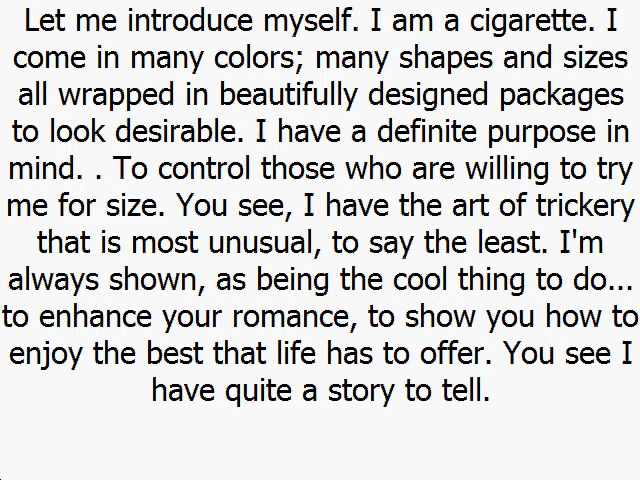 Let me introduce myself. I am a cigarette. I
come in many colors; many shapes and sizes
all wrapped in beautifully designed packages
to look desirable. I have a definite purpose in
mind. . To control those who are willing to try
me for size. You see, I have the art of trickery
that is most unusual, to say the least. I'm
always shown, as being the cool thing to do...
to enhance your romance, to show you how to
enjoy the best that life has to offer. You see I
have quite a story to tell.